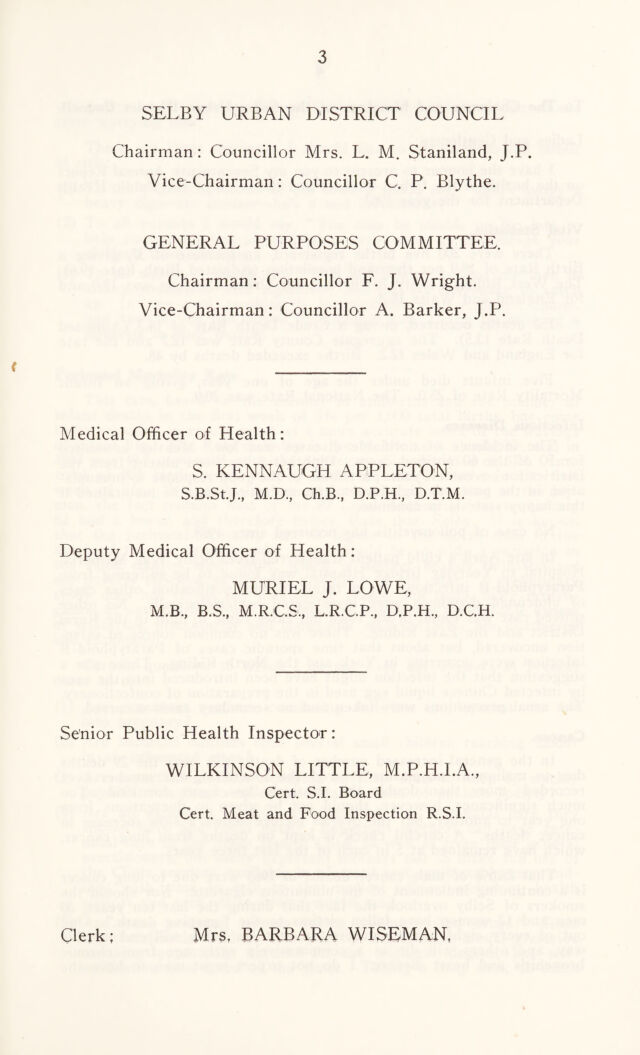 3
SELBY URBAN DISTRICT COUNCIL
Chairman: Councillor Mrs. L. M. Staniland, J.P.
Vice-Chairman: Councillor C. P. Blythe.
GENERAL PURPOSES COMMITTEE.
Chairman: Councillor F. J. Wright.
Vice-Chairman: Councillor A. Barker, J.P.
Medical Officer of Health:
S. KENNAUGH APPLETON,
S.B.St.J., M.D., Ch.B., D.P.H., D.T.M.
Deputy Medical Officer of Health:
MURIEL J. LOWE,
M.B., B.S., M.R.C.S., L.R.C.P., D.P.H., D.C.H.
Senior Public Health Inspector:
WILKINSON LITTLE, M.P.H.I.A.,
Cert. S.I. Board
Cert. Meat and Food Inspection R.S.I.
Clerk: Mrs. BARBARA WISEMAN.